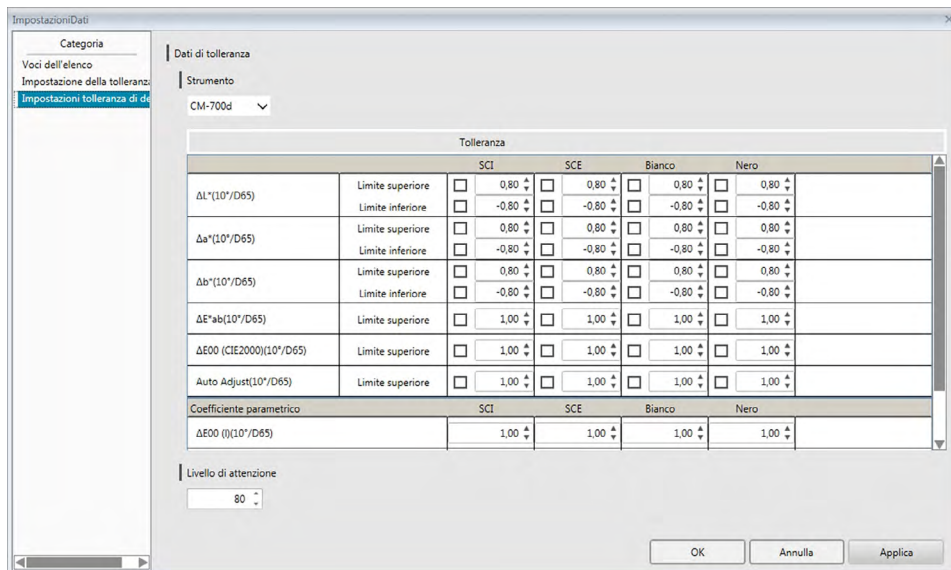 ImpostazioniDati
Categoria
Voci dell'elenco
Impostazione della tolleranza
Impostazioni tolleranza di de
Dati di tolleranza
Strumento
CM-700d
Tolleranza
SCI SCE Bianco Nero
ΔL*(10°/D65)
Limite superiore 0,80 0,80 0,80 0,80
Limite inferiore -0,80 -0,80 -0,80 -0,80
Δa*(10°/D65)
Limite superiore 0,80 0,80 0,80 0,80
Limite inferiore -0,80 -0,80 -0,80 -0,80
Δb*(10°/D65)
Limite superiore 0,80 0,80 0,80 0,80
Limite inferiore -0,80 -0,80 -0,80 -0,80
ΔE*ab(10°/D65) Limite superiore 1,00 1,00 1,00 1,00
ΔE00 (CIE2000)(10°/D65) Limite superiore 1,00 1,00 1,00 1,00
Auto Adjust(10°/D65) Limite superiore 1,00 1,00 1,00 1,00
Coefficiente parametrico SCI SCE Bianco Nero
ΔE00 (l)(10°/D65) 1,00 1,00 1,00 1,00
Livello di attenzione
80
OK Annulla Applica